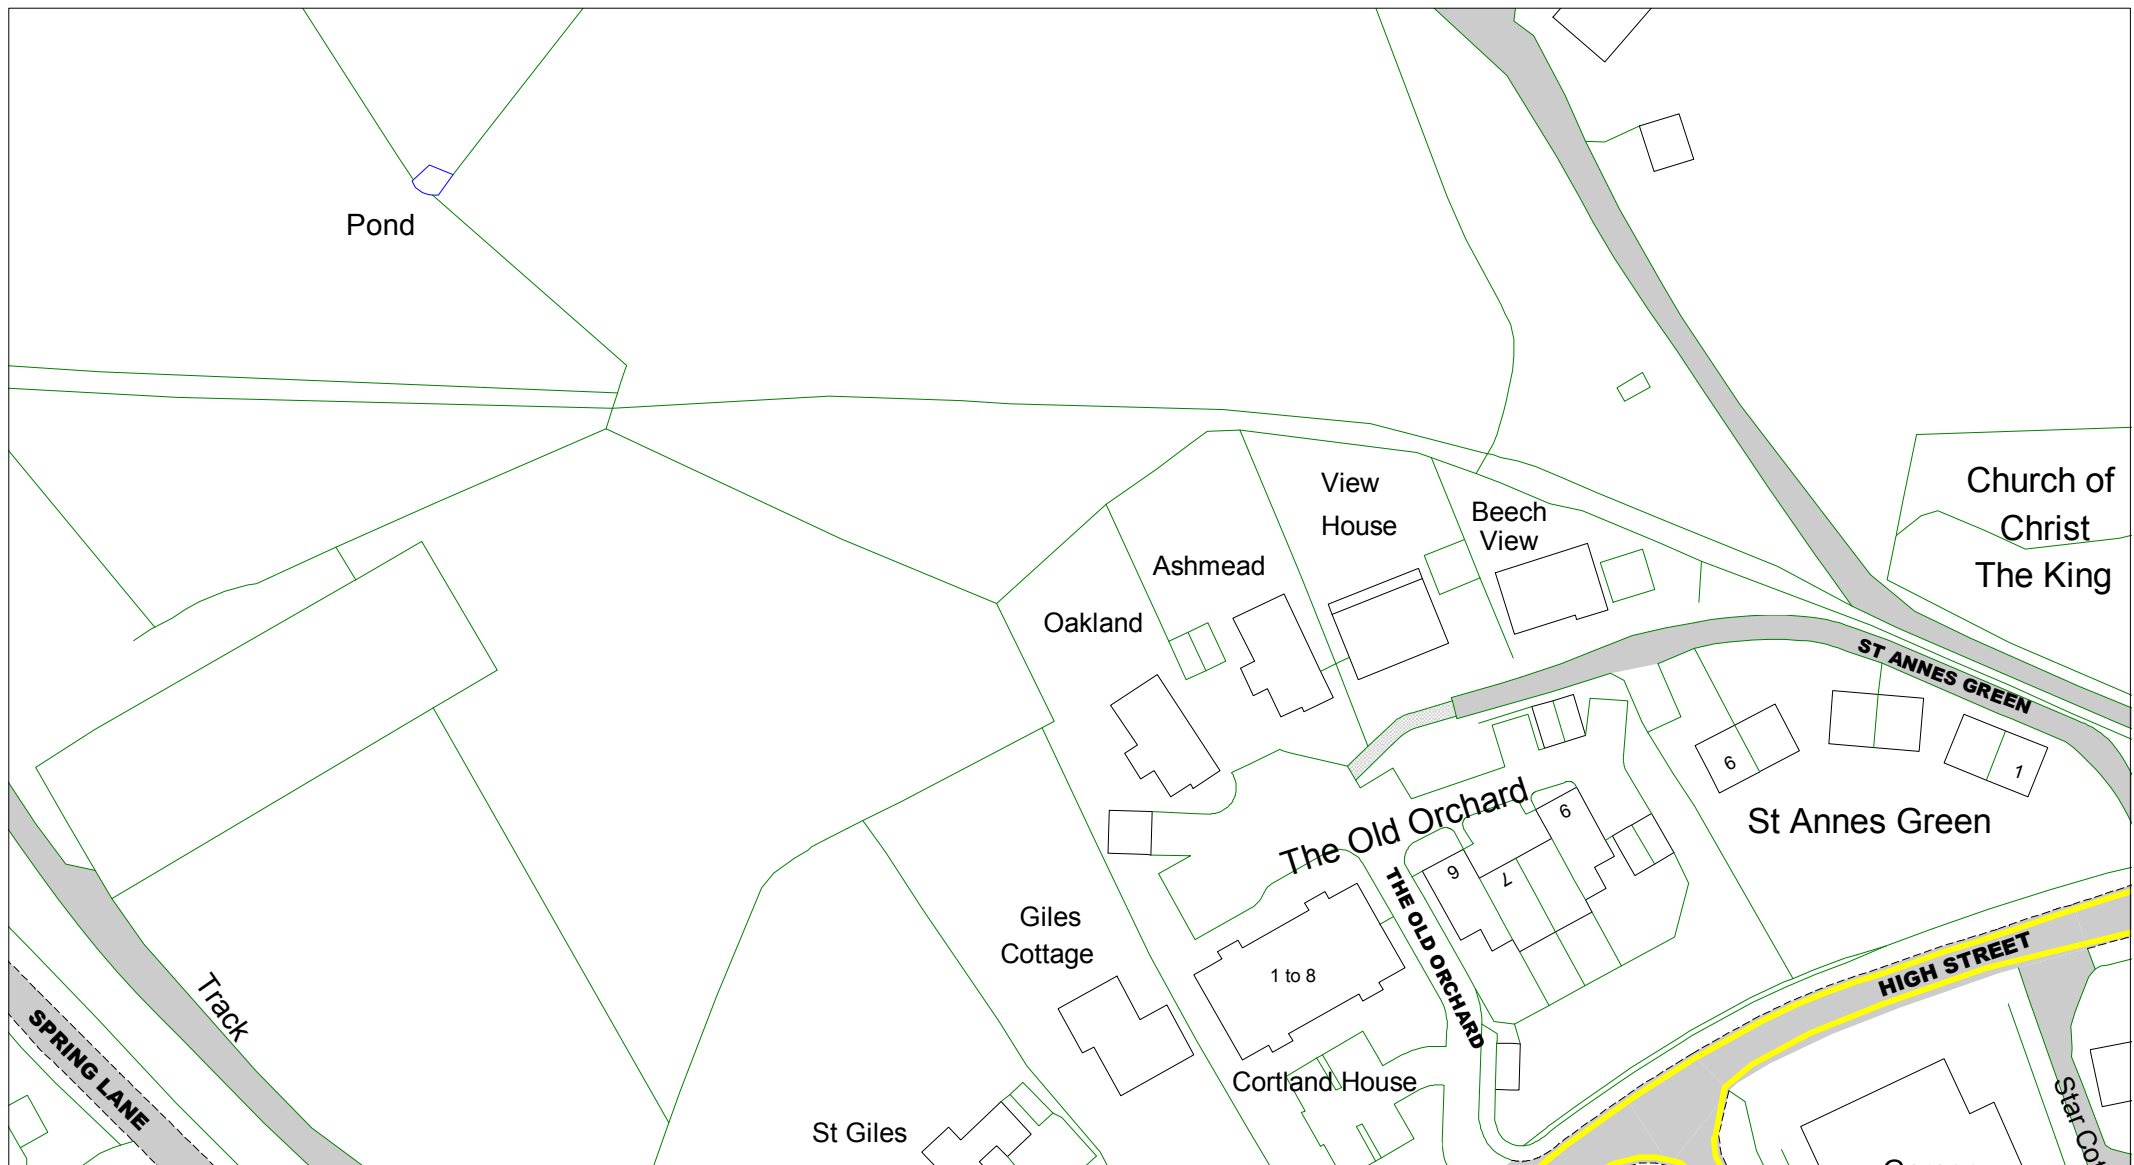 Pond
View
House
Beech
View
Church of
Christ
The King
Ashmead
Oakland
ST ANNES GREEN
6
1
St Annes Green
The Old Orchard
9
7
6
THE OLD ORCHARD
Giles
Cottage
1 to 8
HIGH STREET
Track
SPRING LANE
Cortland House
St Giles